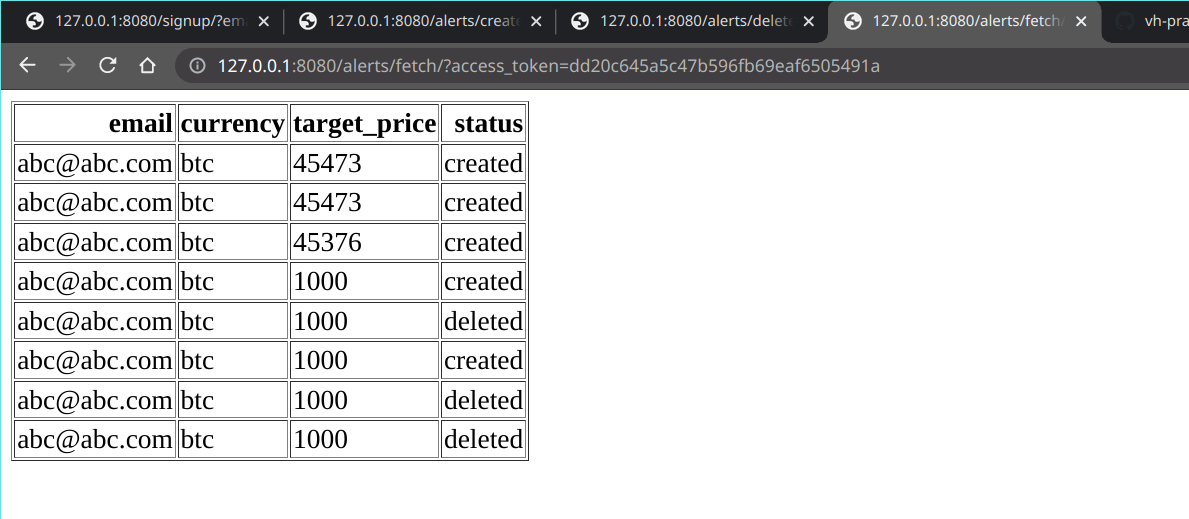 127.0.0.1:8080/signup/?em 127.0.0.1:8080/alerts/create 127.0.0.1:8080/alerts/delete 127.0.0.1:8080/alerts/fetch/ vh-pra
127.0.0.1:8080/alerts/fetch/?access_token=dd20c645a5c47b596fb69eaf6505491a
email currency target_price status
abc@abc.com btc 45473 created
abc@abc.com btc 45473 created
abc@abc.com btc 45376 created
abc@abc.com btc 1000 created
abc@abc.com btc 1000 deleted
abc@abc.com btc 1000 created
abc@abc.com btc 1000 deleted
abc@abc.com btc 1000 deleted